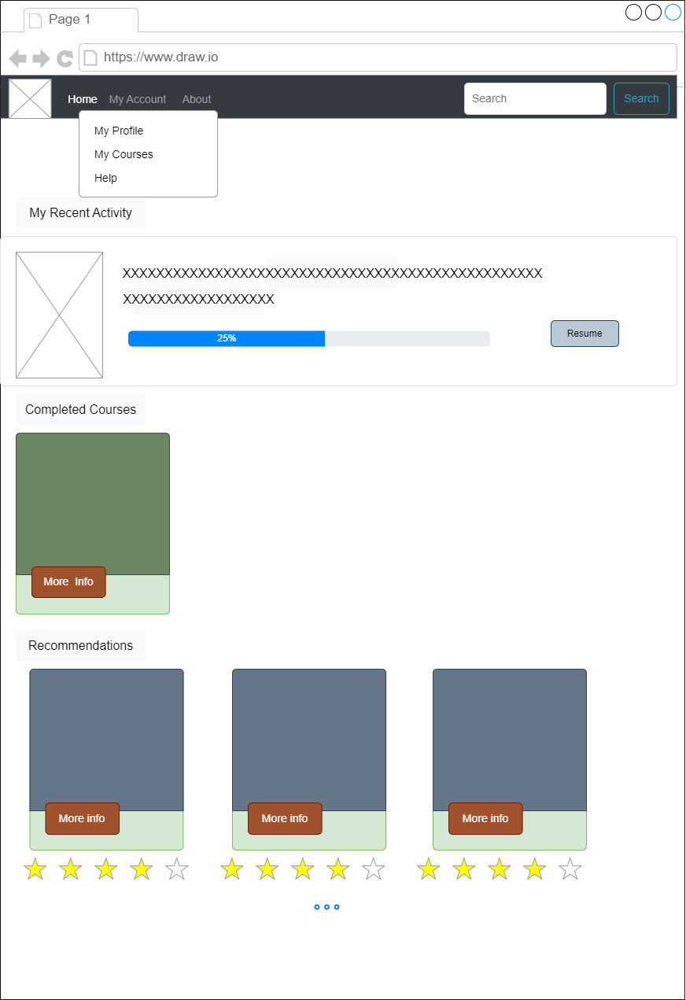 Page 1
https://www.draw.io
Home My Account About Search Search
My Profile
My Courses
Help
My Recent Activity
XXXXXXXXXXXXXXXXXXXXXXXXXXXXXXXXXXXXXXXXXXXXXXXXXX
XXXXXXXXXXXXXXXXXX
25%
Resume
Completed Courses
More  Info
Recommendations
More info More info More info